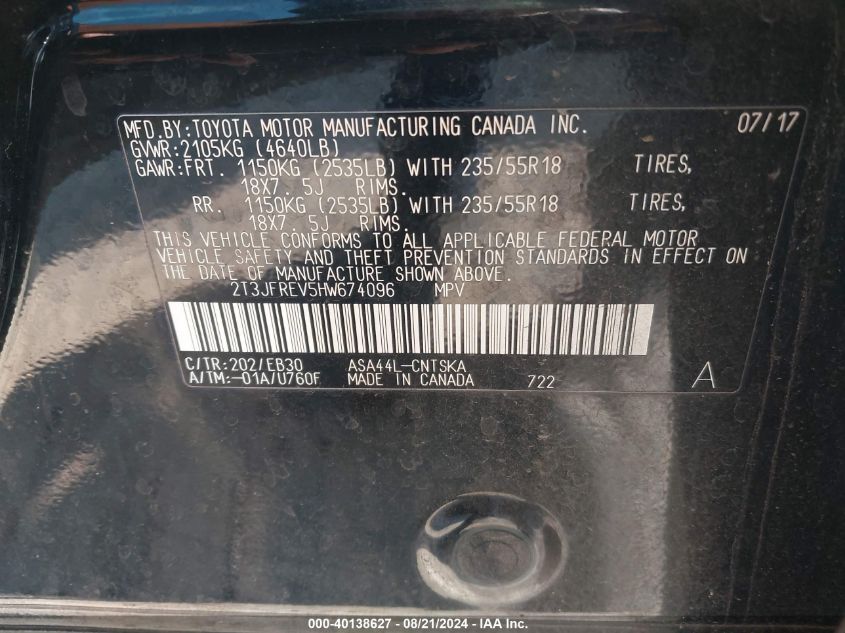 MFD.BY:TOYOTA MOTOR MANUFACTURING CANADA INC. 07/17
GVWR:2105KG (4640LB)
GAWR:FRT. 1150KG (2535LB) WITH 235/55R18 TIRES,
18X7. 5J RIMS.
RR. 1150KG (2535LB) WITH 235/55R18 TIRES,
18X7. 5J RIMS.
THIS VEHICLE CONFORMS TO ALL APPLICABLE FEDERAL MOTOR
VEHICLE SAFETY AND THEFT PREVENTION STANDARDS IN EFFECT ON
THE DATE OF MANUFACTURE SHOWN ABOVE.
2T3JFREV5HW674096 MPV
C/TR:202/EB30 ASA44L-CNTSKA
A/TM:-01A/U760F MADE IN CANADA 722 A
000-40138627 - 08/21/2024 - IAA Inc.